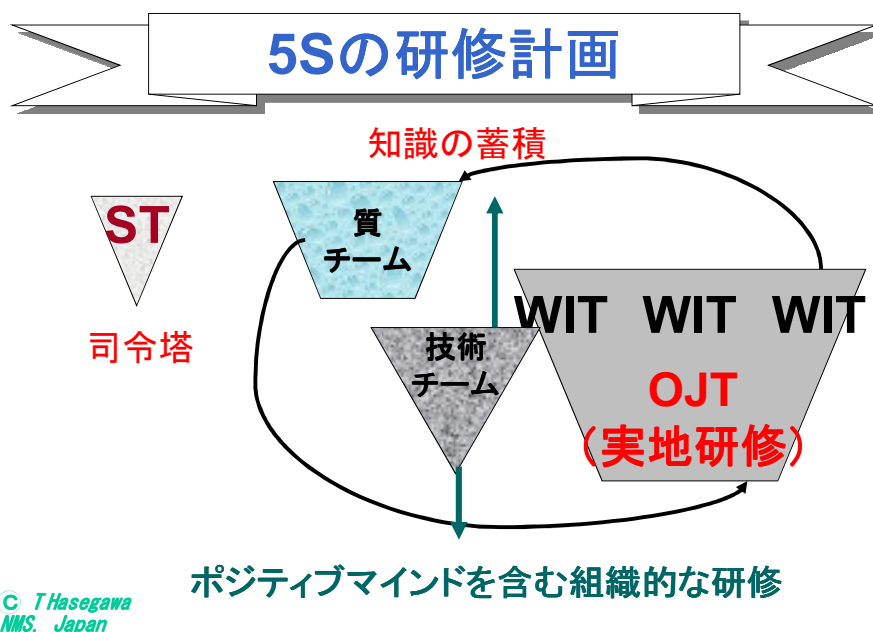 5Sの研修計画
知識の蓄積
ST
司令塔
質
チーム
技術
チーム
WIT WIT WIT
OJT
(実地研修)
ポジティブマインドを含む組織的な研修
© T Hasegawa
NMS. Japan